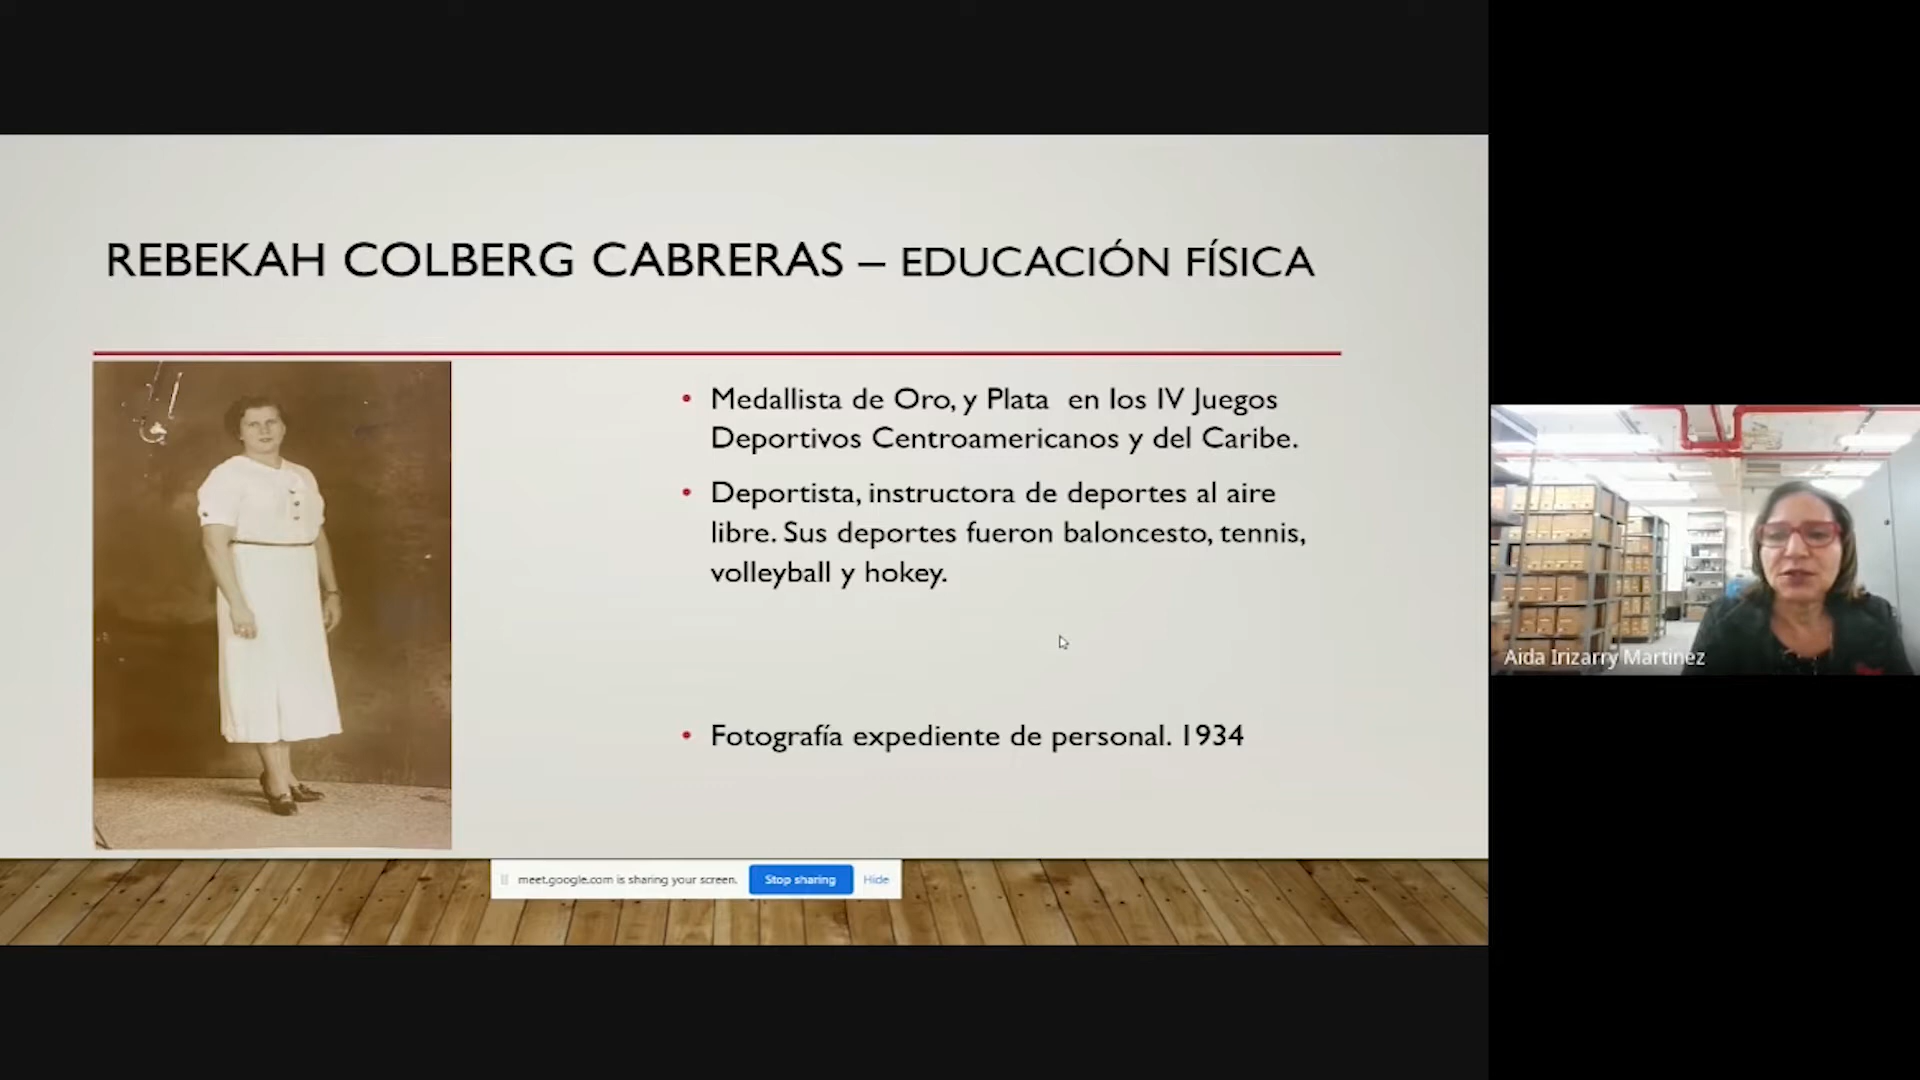 REBEKAH COLBERG CABRERAS – EDUCACIÓN FÍSICA
• Medallista de Oro, y Plata en los IV Juegos
Deportivos Centroamericanos y del Caribe.
• Deportista, instructora de deportes al aire
libre. Sus deportes fueron baloncesto, tennis,
volleyball y hokey.
• Fotografía expediente de personal. 1934
meet.google.com is sharing your screen. Stop sharing Hide
Aida Irizarry Martinez